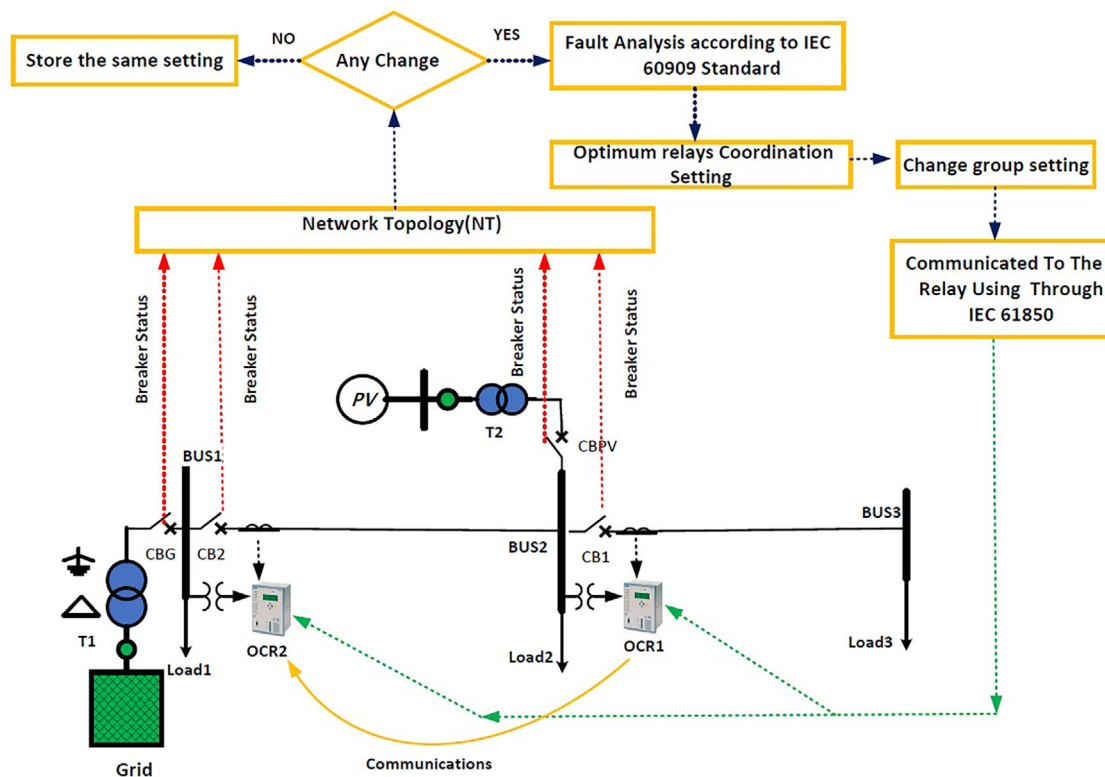 NO
YES
Store the same setting
Any Change
Fault Analysis according to IEC
60909 Standard
Optimum relays Coordination
Setting
Change group setting
Network Topology(NT)
Communicated To The
Relay Using Through
IEC 61850
Breaker Status
Breaker Status
Breaker Status
Breaker Status
PV
T2
CBPV
BUS1
BUS2
BUS3
CBG
CB2
CB1
T1
Load1
OCR2
Load2
OCR1
Load3
Communications
Grid